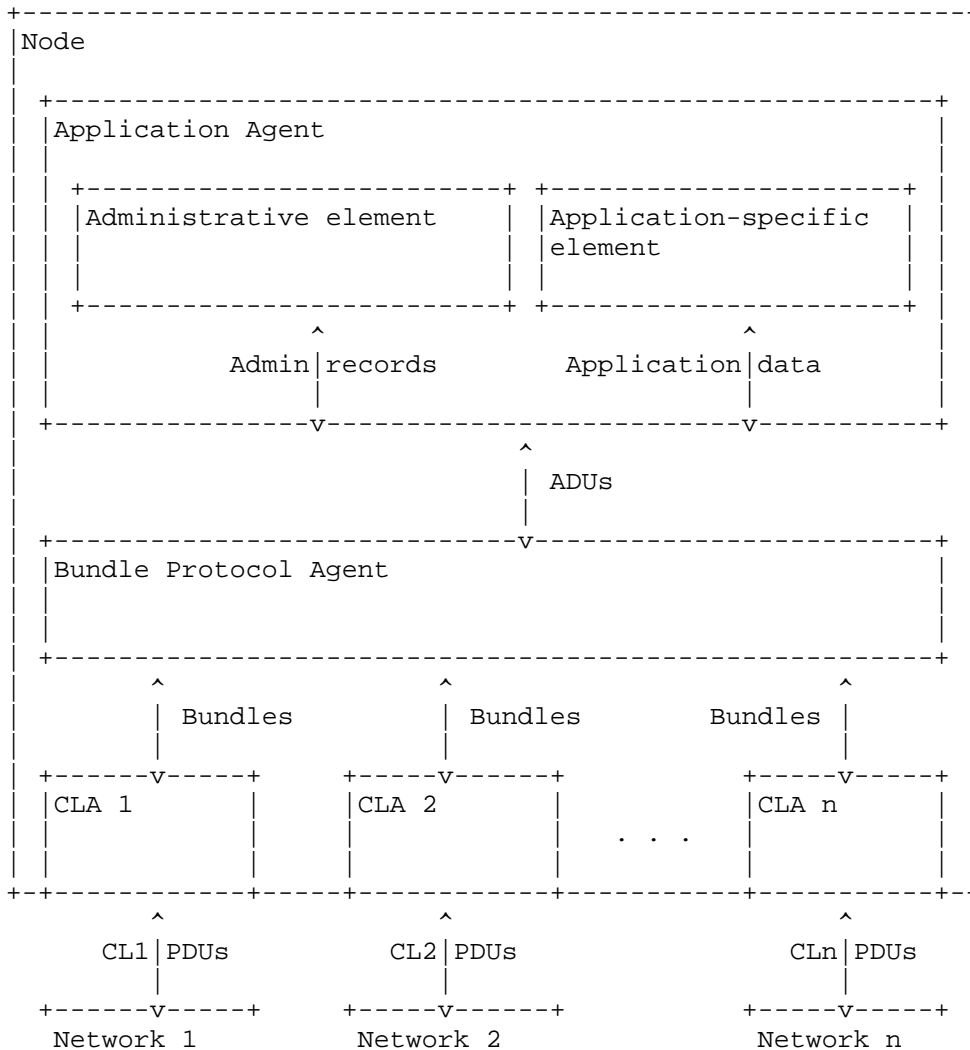 Node
Application Agent
Administrative element
Application-specific
element
Admin records
Application data
ADUs
Bundle Protocol Agent
Bundles
Bundles
Bundles
CLA 1
CLA 2
. . .
CLA n
CL1 PDUs
CL2 PDUs
CLn PDUs
Network 1
Network 2
Network n